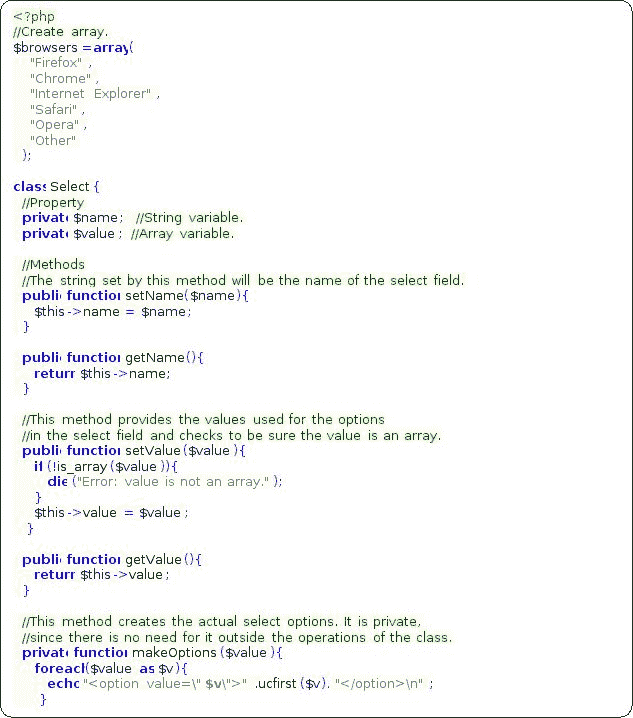 <?php
//Create array.
$browsers =array(
"Firefox" ,
"Chrome" ,
"Internet Explorer" ,
"Safari" ,
"Opera" ,
"Other"
);
class Select {
//Property
private $name; //String variable.
private $value ; //Array variable.
//Methods
//The string set by this method will be the name of the select field.
public function setName($name){
$this->name = $name;
}
public function getName(){
return $this->name;
}
//This method provides the values used for the options
//in the select field and checks to be sure the value is an array.
public function setValue($value ){
if (!is_array($value )){
die ("Error: value is not an array." );
}
$this->value = $value ;
}
public function getValue(){
return $this->value ;
}
//This method creates the actual select options. It is private,
//since there is no need for it outside the operations of the class.
private function makeOptions ($value ){
foreach($value as $v){
echo "<option value=\" $v\">" .ucfirst ($v). "</option>\n" ;
}